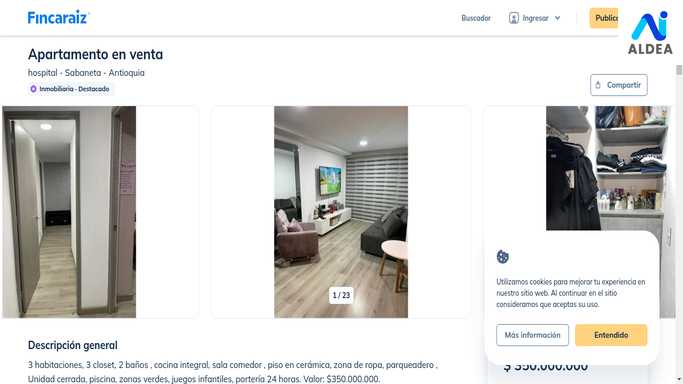 Fincaraiz
Buscador
Ingresar
Public
ALDEA
Apartamento en venta
hospital - Sabaneta - Antioquia
Inmobiliaria - Destacado
Compartir
1 / 23
Utilizamos cookies para mejorar tu experiencia en
nuestro sitio web. Al continuar en el sitio
consideramos que aceptas su uso.
Más información
Entendido
$ 350.000.000
Descripción general
3 habitaciones, 3 closet, 2 baños , cocina integral, sala comedor , piso en cerámica, zona de ropa, parqueadero ,
Unidad cerrada, piscina, zonas verdes, juegos infantiles, portería 24 horas. Valor: $350.000.000.